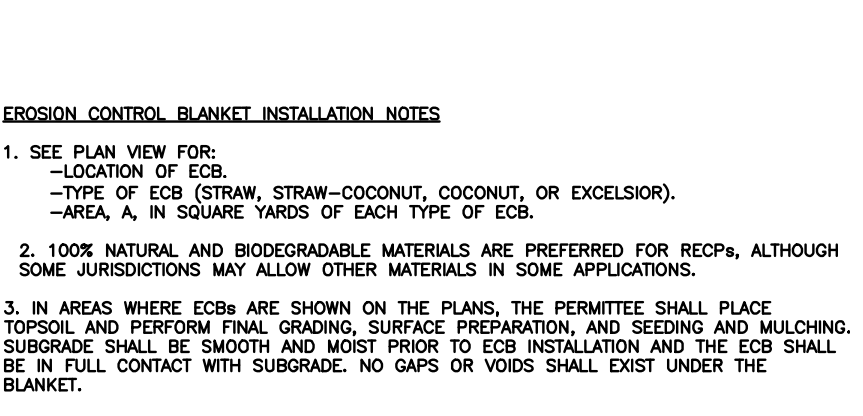 EROSION CONTROL BLANKET INSTALLATION NOTES
1. SEE PLAN VIEW FOR:
-LOCATION OF ECB.
-TYPE OF ECB (STRAW, STRAW-COCONUT, COCONUT, OR EXCELSIOR).
-AREA, A, IN SQUARE YARDS OF EACH TYPE OF ECB.
2. 100% NATURAL AND BIODEGRADABLE MATERIALS ARE PREFERRED FOR RECPs, ALTHOUGH
SOME JURISDICTIONS MAY ALLOW OTHER MATERIALS IN SOME APPLICATIONS.
3. IN AREAS WHERE ECBs ARE SHOWN ON THE PLANS, THE PERMITTEE SHALL PLACE
TOPSOIL AND PERFORM FINAL GRADING, SURFACE PREPARATION, AND SEEDING AND MULCHING.
SUBGRADE SHALL BE SMOOTH AND MOIST PRIOR TO ECB INSTALLATION AND THE ECB SHALL
BE IN FULL CONTACT WITH SUBGRADE. NO GAPS OR VOIDS SHALL EXIST UNDER THE
BLANKET.